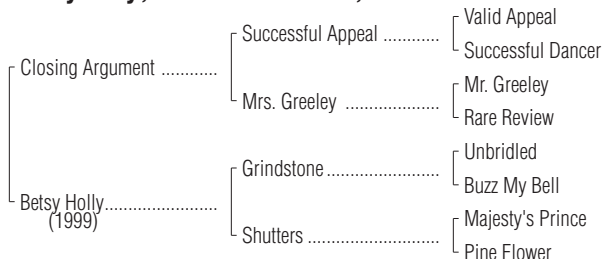 Valid Appeal
Successful Appeal ............
Successful Dancer
Closing Argument ............
Mr. Greeley
Mrs. Greeley ....................
Rare Review
Unbridled
Grindstone........................
Buzz My Bell
Betsy Holly........................
(1999)
Majesty's Prince
Shutters ............................
Pine Flower